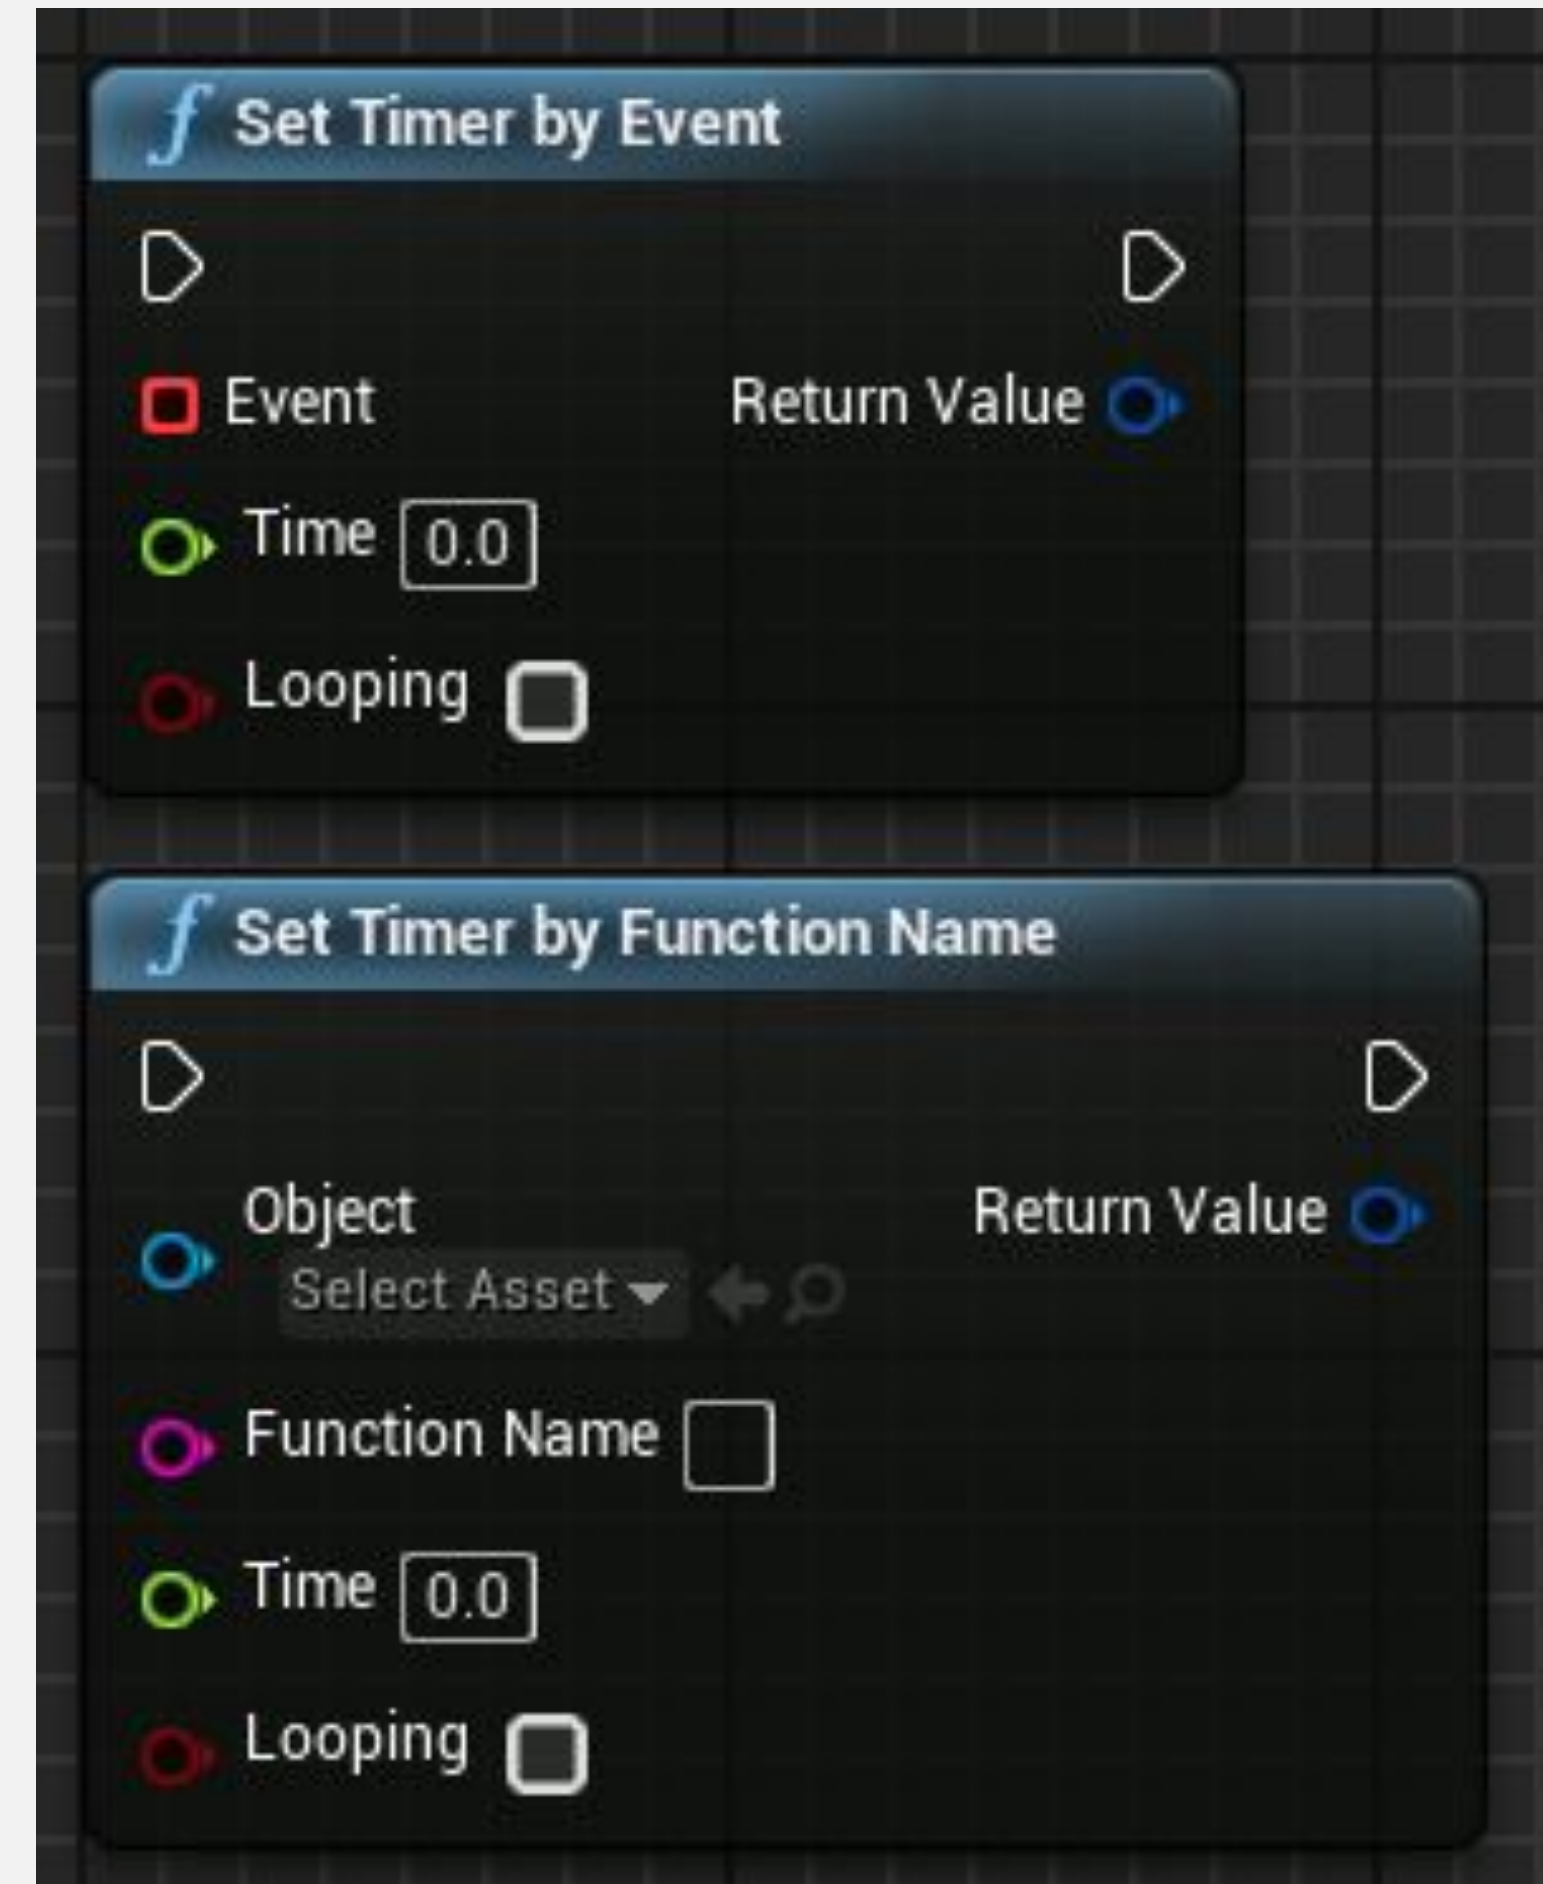 f Set Timer by Event
Event
Return Value
Time 0.0
Looping
f Set Timer by Function Name
Object
Return Value
Select Asset
Function Name
Time 0.0
Looping